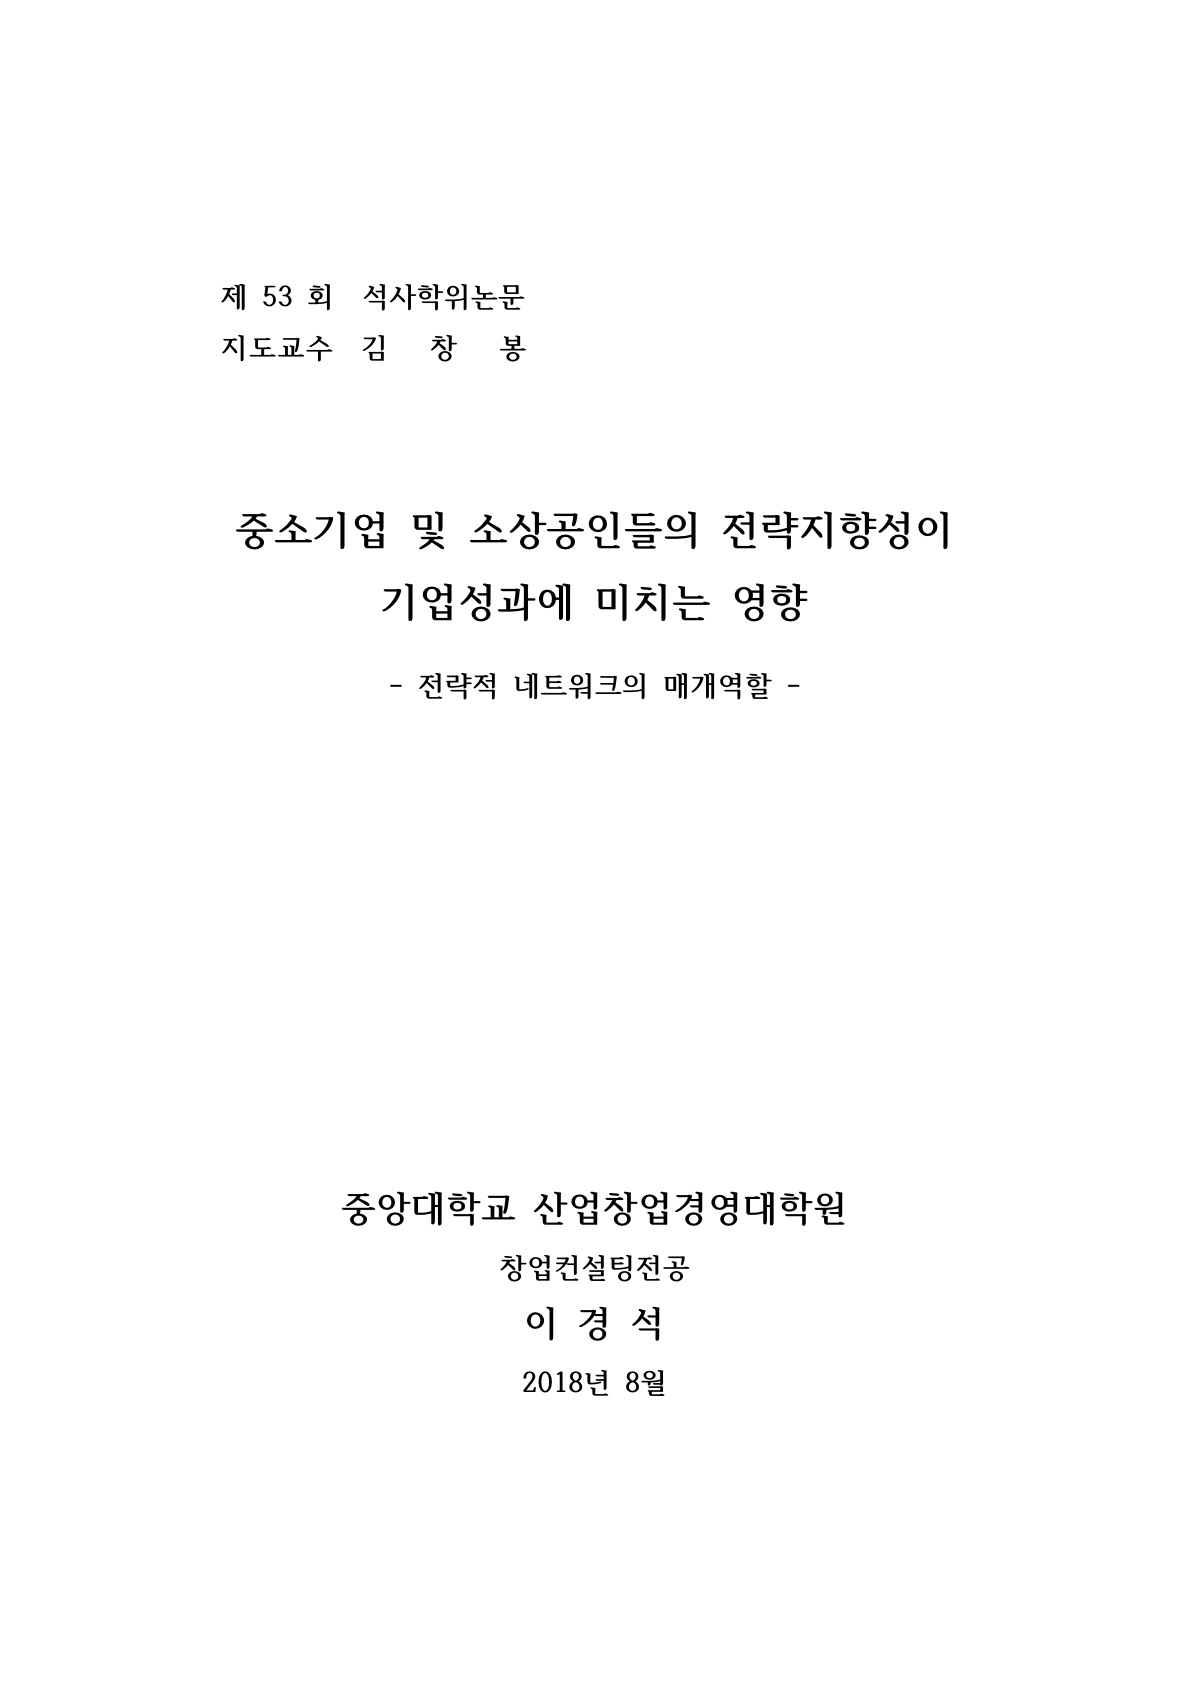 제 53 회 석사학위논문
지도교수 김 창 봉
중소기업 및 소상공인들의 전략지향성이
기업성과에 미치는 영향
- 전략적 네트워크의 매개역할 -
중앙대학교 산업창업경영대학원
창업컨설팅전공
이 경 석
2018년 8월